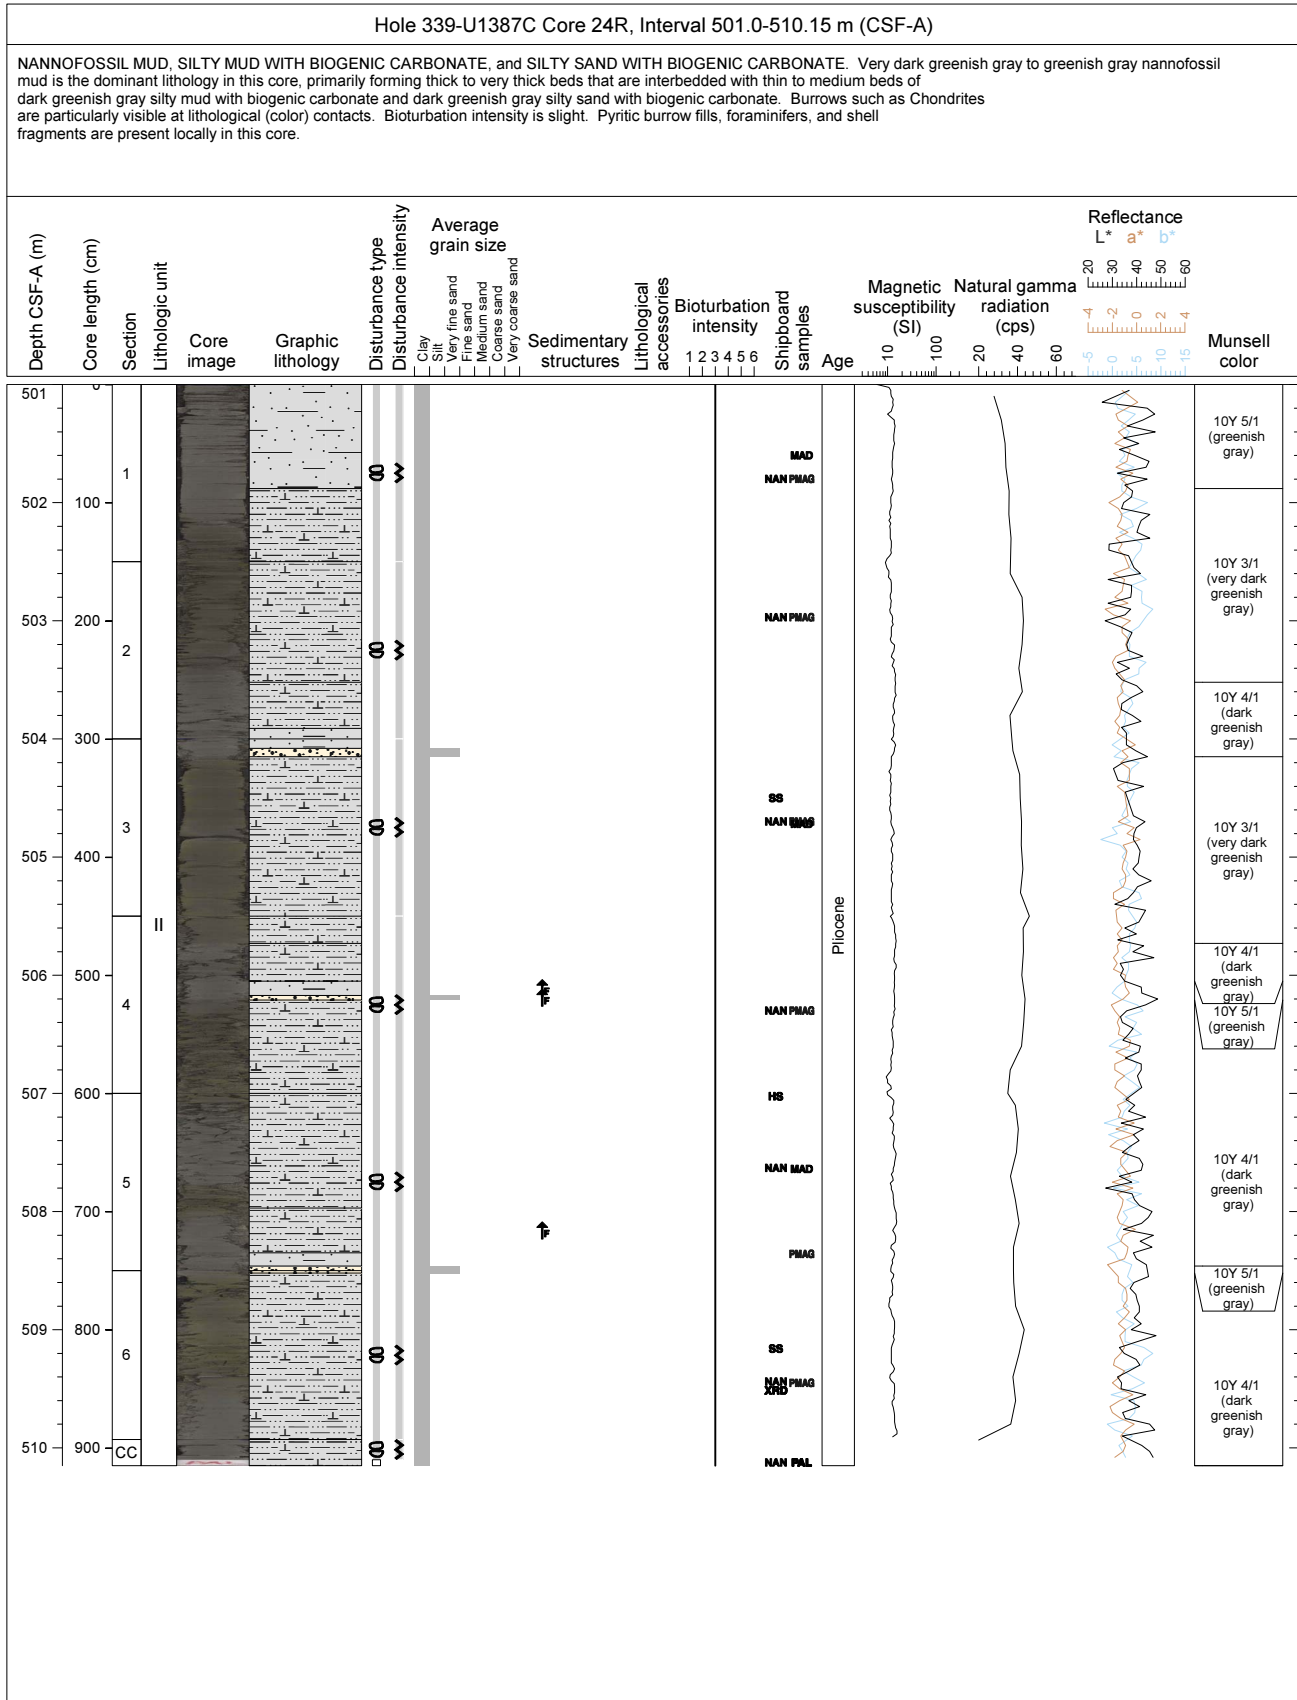 Hole 339-U1387C Core 24R, Interval 501.0-510.15 m (CSF-A)
NANNOFOSSIL MUD, SILTY MUD WITH BIOGENIC CARBONATE, and SILTY SAND WITH BIOGENIC CARBONATE. Very dark greenish gray to greenish gray nannofossil
mud is the dominant lithology in this core, primarily forming thick to very thick beds that are interbedded with thin to medium beds of
dark greenish gray silty mud with biogenic carbonate and dark greenish gray silty sand with biogenic carbonate. Burrows such as Chondrites
are particularly visible at lithological (color) contacts. Bioturbation intensity is slight. Pyritic burrow fills, foraminifers, and shell
fragments are present locally in this core.
Depth CSF-A (m)
Core length (cm)
Section
Lithologic unit
Core
image
Graphic
lithology
Disturbance type
Disturbance intensity
Average
grain size
Clay
Silt
Very fine sand
Fine sand
Medium sand
Coarse sand
Very coarse sand
Sedimentary
structures
Lithological
accessories
Bioturbation
intensity
1 2 3 4 5 6
Shipboard
samples
Age
Magnetic
susceptibility
(SI)
10 100
Natural gamma
radiation
(cps)
20 40 60
Reflectance
L* a* b*
20 30 40 50 60
-4 -2 0 2 4
-5 0 5 10 15
Munsell
color
501
502
503
504
505
506
507
508
509
510
0
100
200
300
400
500
600
700
800
900
1
2
3
4
5
6
CC
II
F
F
F
MAD
NAN PMAG
NAN PMAG
SS
NAN PMAG
MAD
NAN PMAG
HS
NAN MAD
PMAG
SS
NAN PMAG
XRD
NAN PAL
Pliocene
10Y 5/1
(greenish
gray)
10Y 3/1
(very dark
greenish
gray)
10Y 4/1
(dark
greenish
gray)
10Y 3/1
(very dark
greenish
gray)
10Y 4/1
(dark
greenish
gray)
10Y 5/1
(greenish
gray)
10Y 4/1
(dark
greenish
gray)
10Y 5/1
(greenish
gray)
10Y 4/1
(dark
greenish
gray)